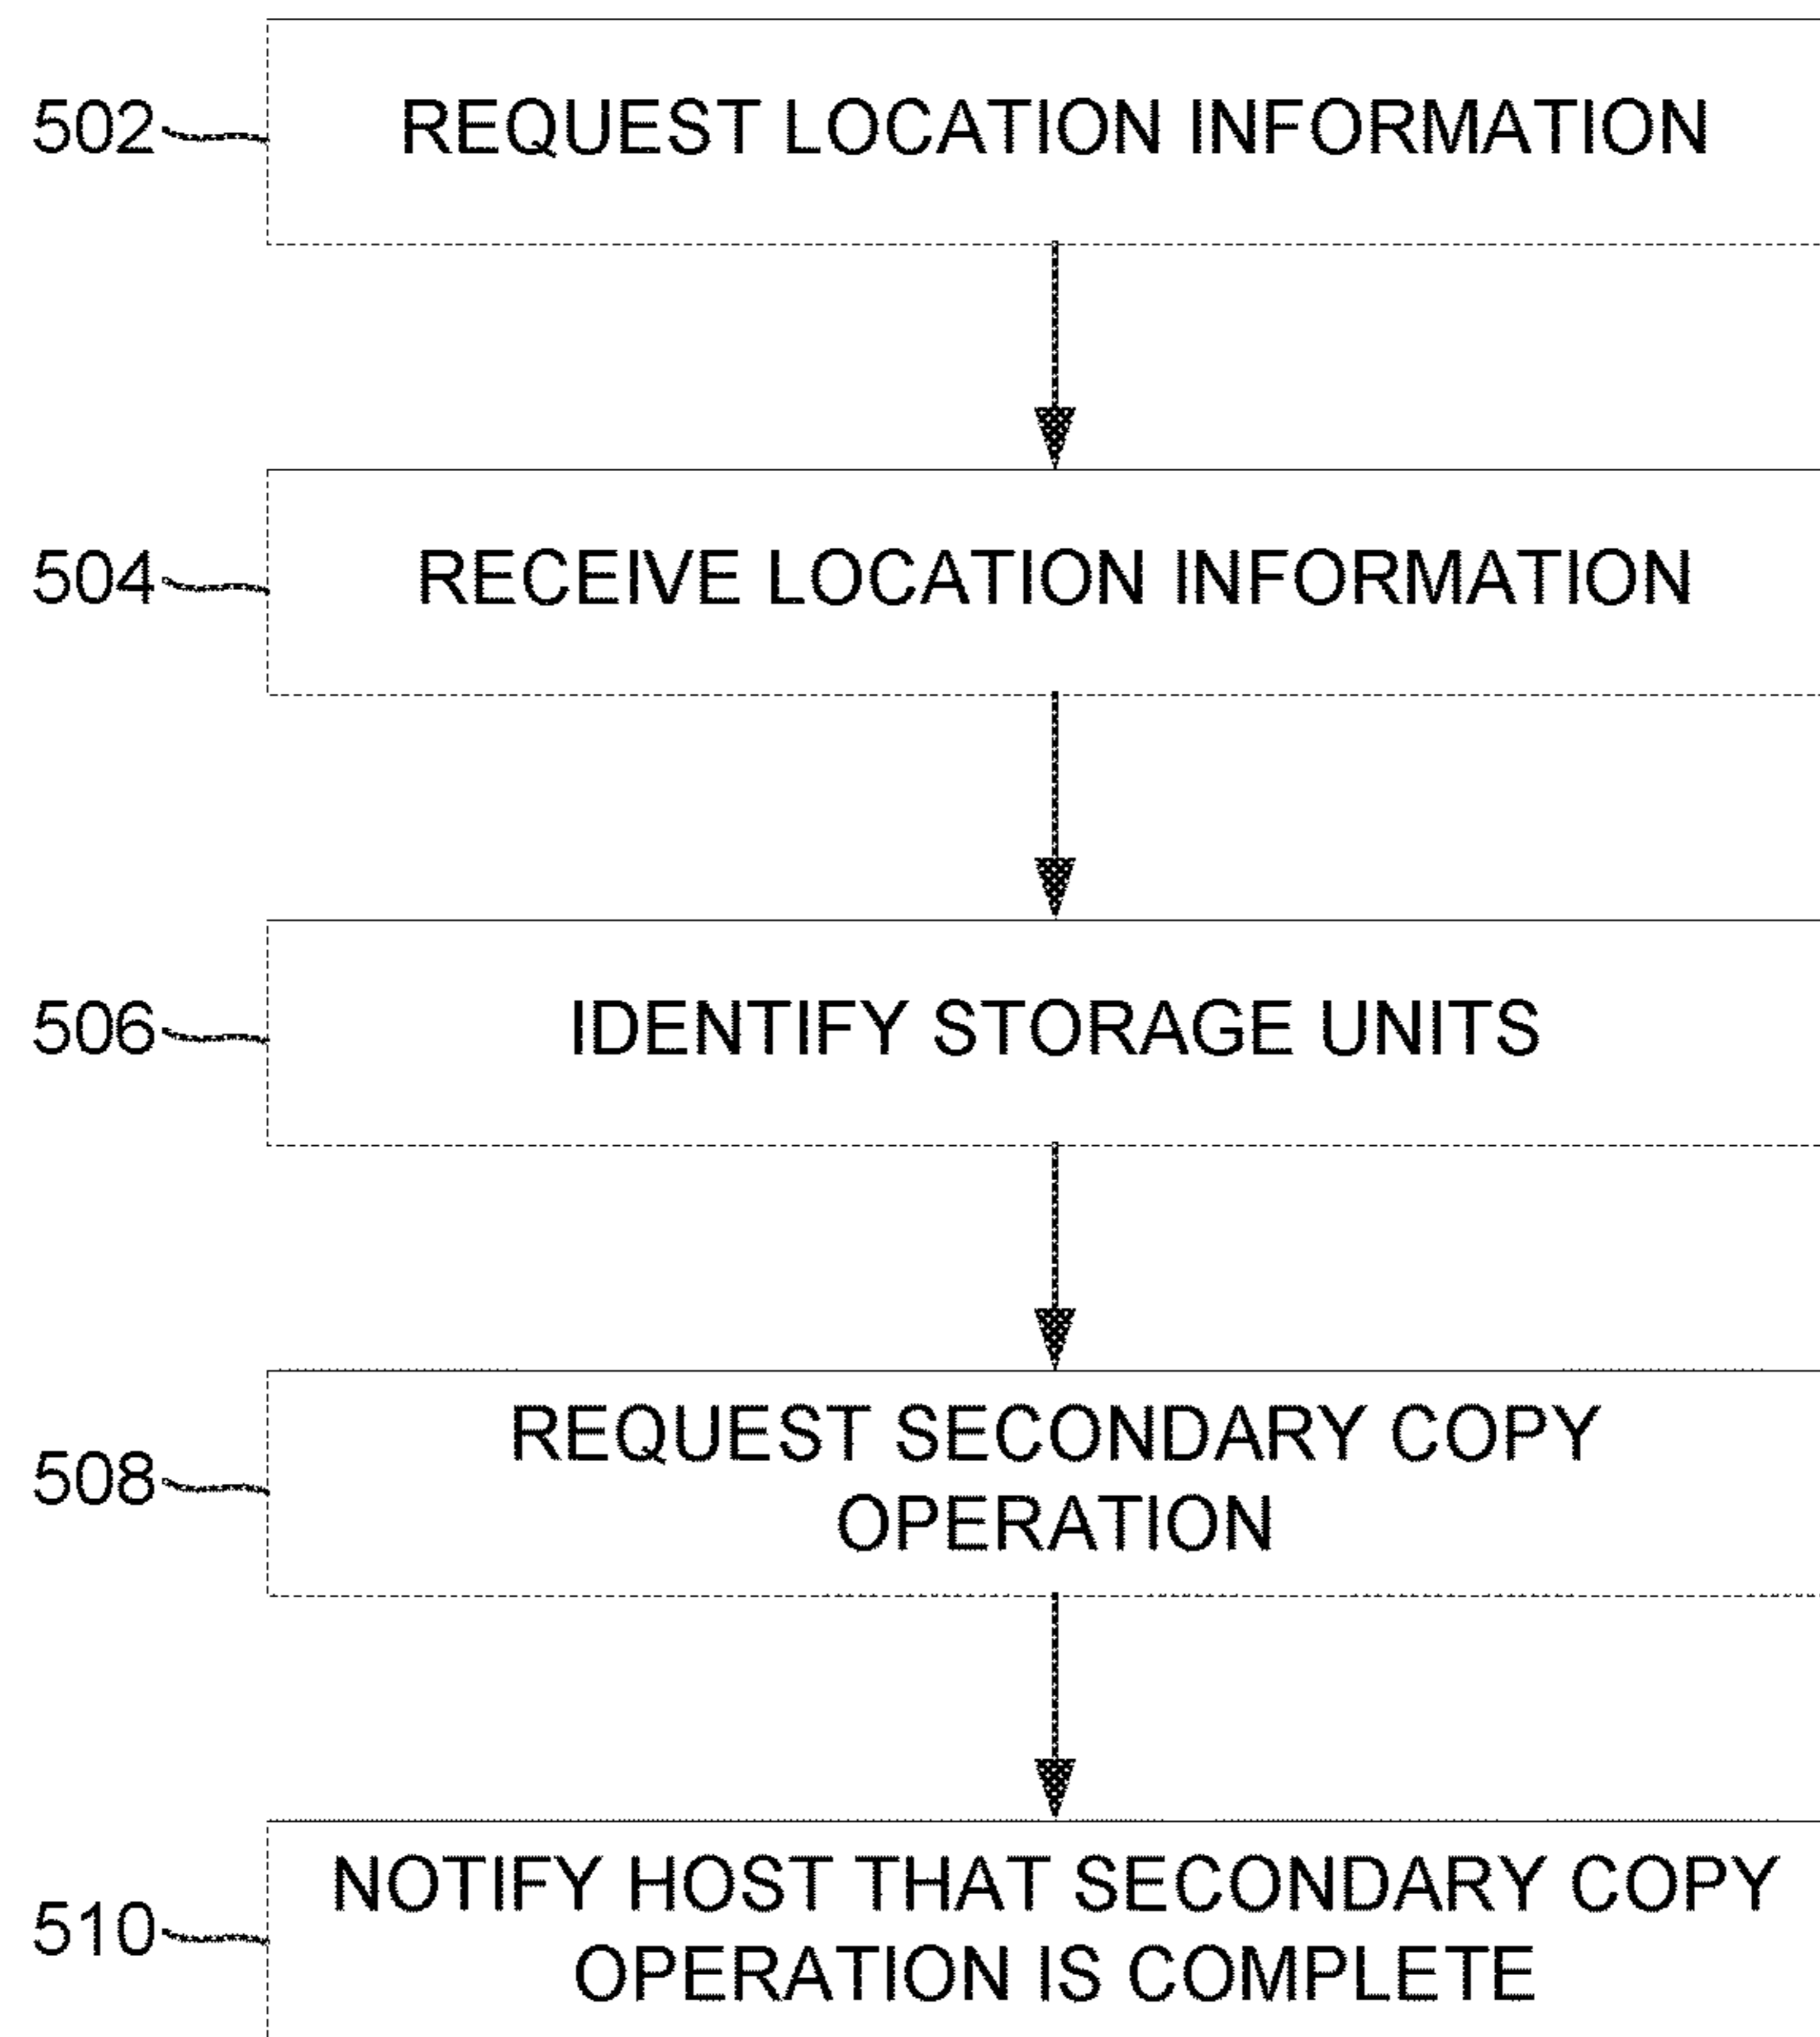 502
REQUEST LOCATION INFORMATION
504
RECEIVE LOCATION INFORMATION
506
IDENTIFY STORAGE UNITS
508
REQUEST SECONDARY COPY
OPERATION
510
NOTIFY HOST THAT SECONDARY COPY
OPERATION IS COMPLETE